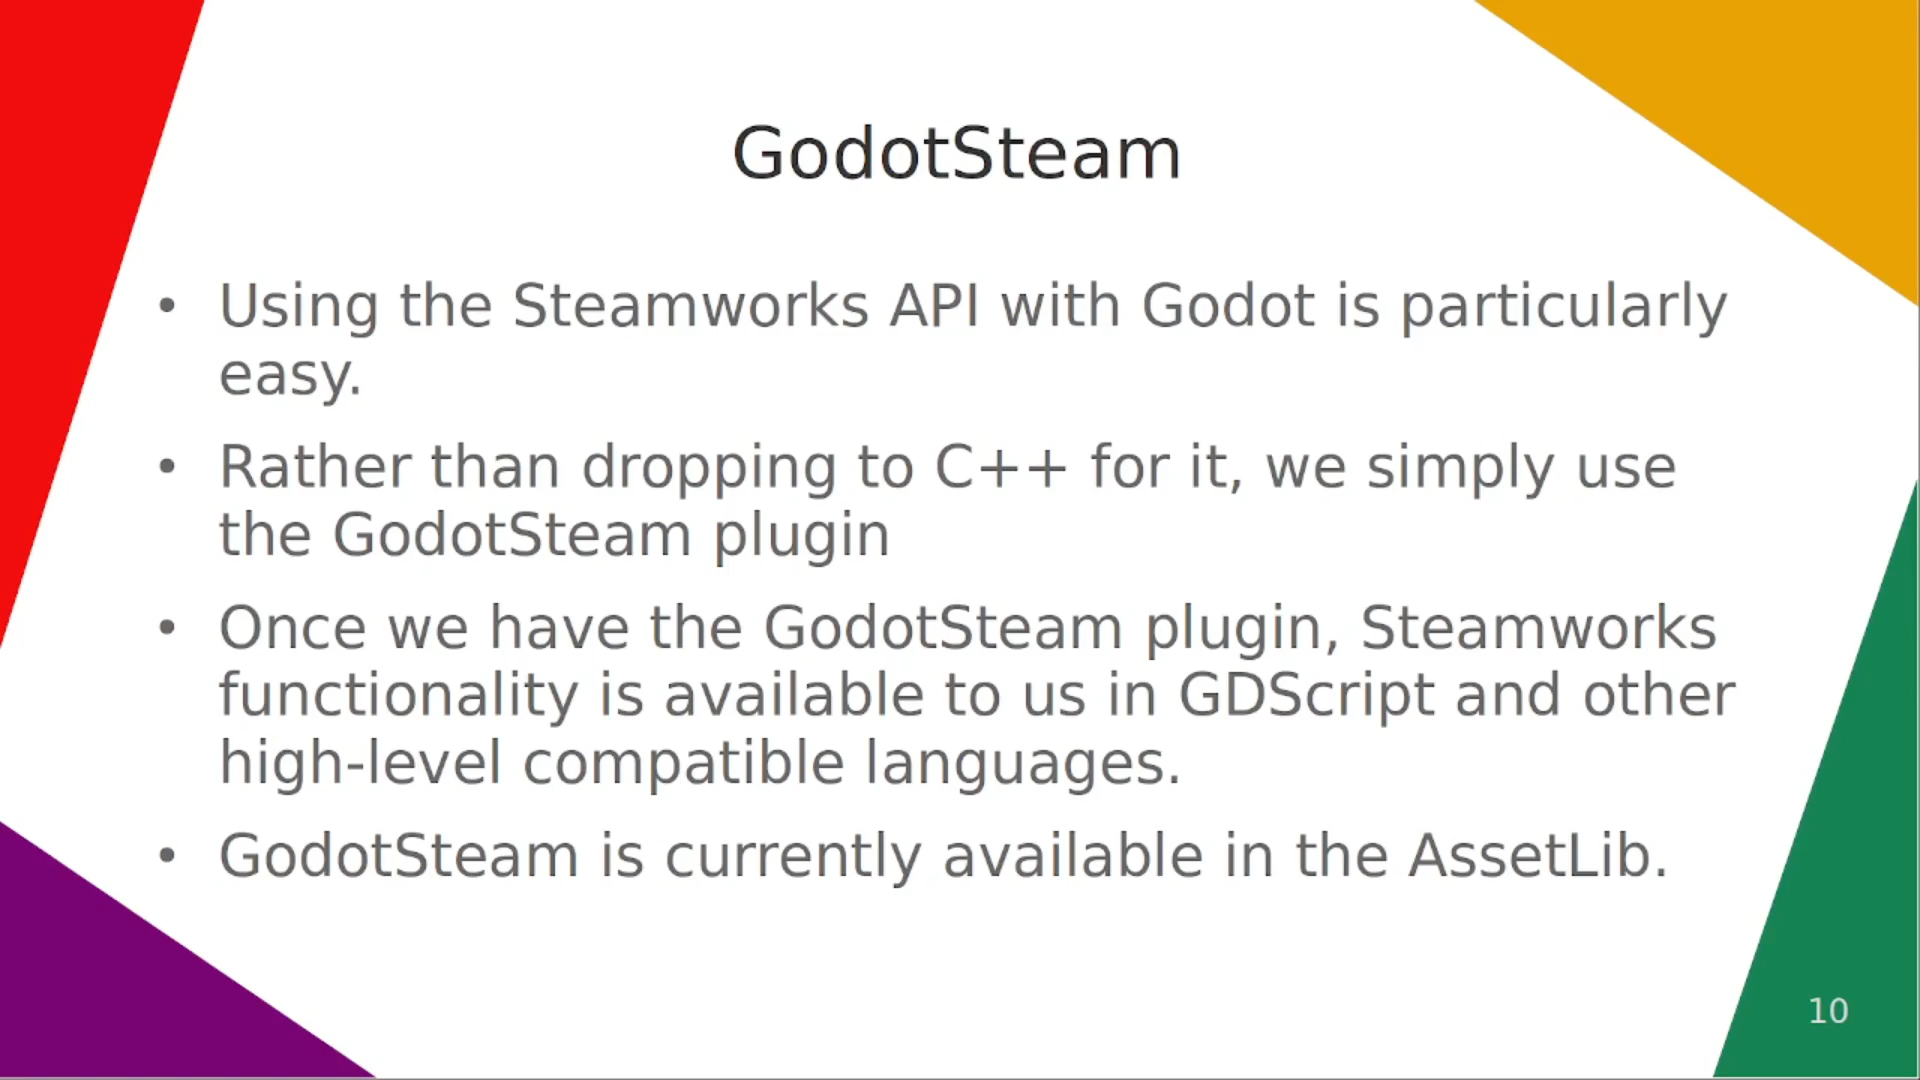 GodotSteam
• Using the Steamworks API with Godot is particularly
easy.
• Rather than dropping to C++ for it, we simply use
the GodotSteam plugin
• Once we have the GodotSteam plugin, Steamworks
functionality is available to us in GDScript and other
high-level compatible languages.
• GodotSteam is currently available in the AssetLib.
10